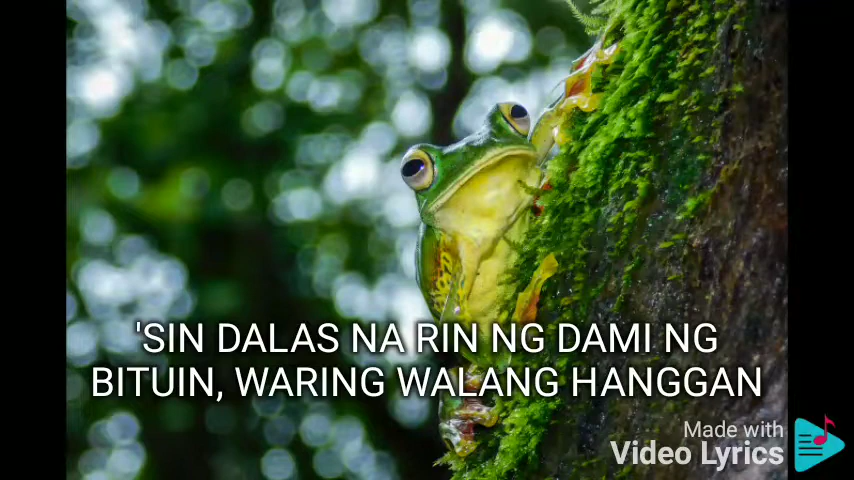 'SIN DALAS NA RIN NG DAMI NG
BITUIN, WARING WALANG HANGGAN
Made with
Video Lyrics